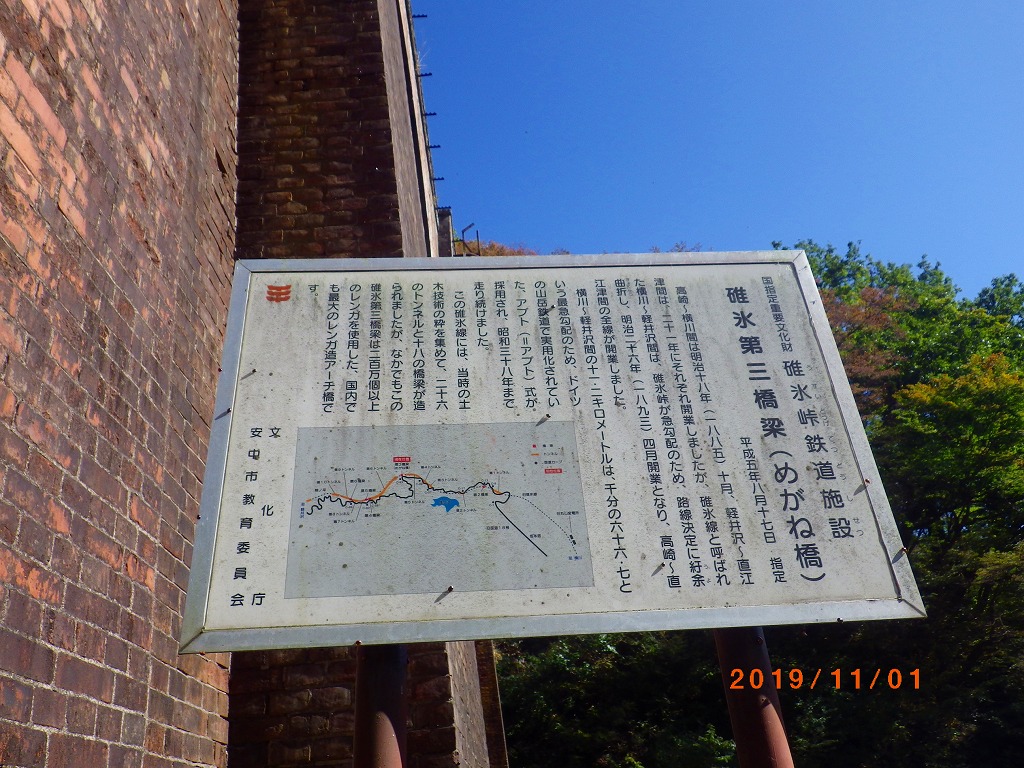 国指定重要文化財 碓氷峠鉄道施設
碓氷第三橋梁(めがね橋)
平成五年八月十七日 指定
高崎〜横川間は明治十八年(一八八五)十月、軽井沢〜直江
津間は二十一年にそれぞれ開業しましたが、碓氷線と呼ばれ
た横川〜軽井沢間は、碓氷峠が急勾配のため、路線決定に紆余
曲折し、明治二十六年(一八九三)四月開業となり、高崎〜直
江津間の全線が開業しました。
横川〜軽井沢間の十一・二キロメートルは千分の六十六・七と
いう最急勾配のため、ドイツ
の山岳鉄道で実用化されてい
た、アプト(=アブト)式が
採用され、昭和三十八年まで
走り続けました。
この碓氷線には、当時の土
木技術の粋を集めて、二十六
のトンネルと十八の橋梁が造
られましたが、なかでもこの
碓氷第三橋梁は二百万個以上
のレンガを使用した、国内で
も最大のレンガ造アーチ橋で
す。
文化庁
安中市教育委員会
2019/11/01